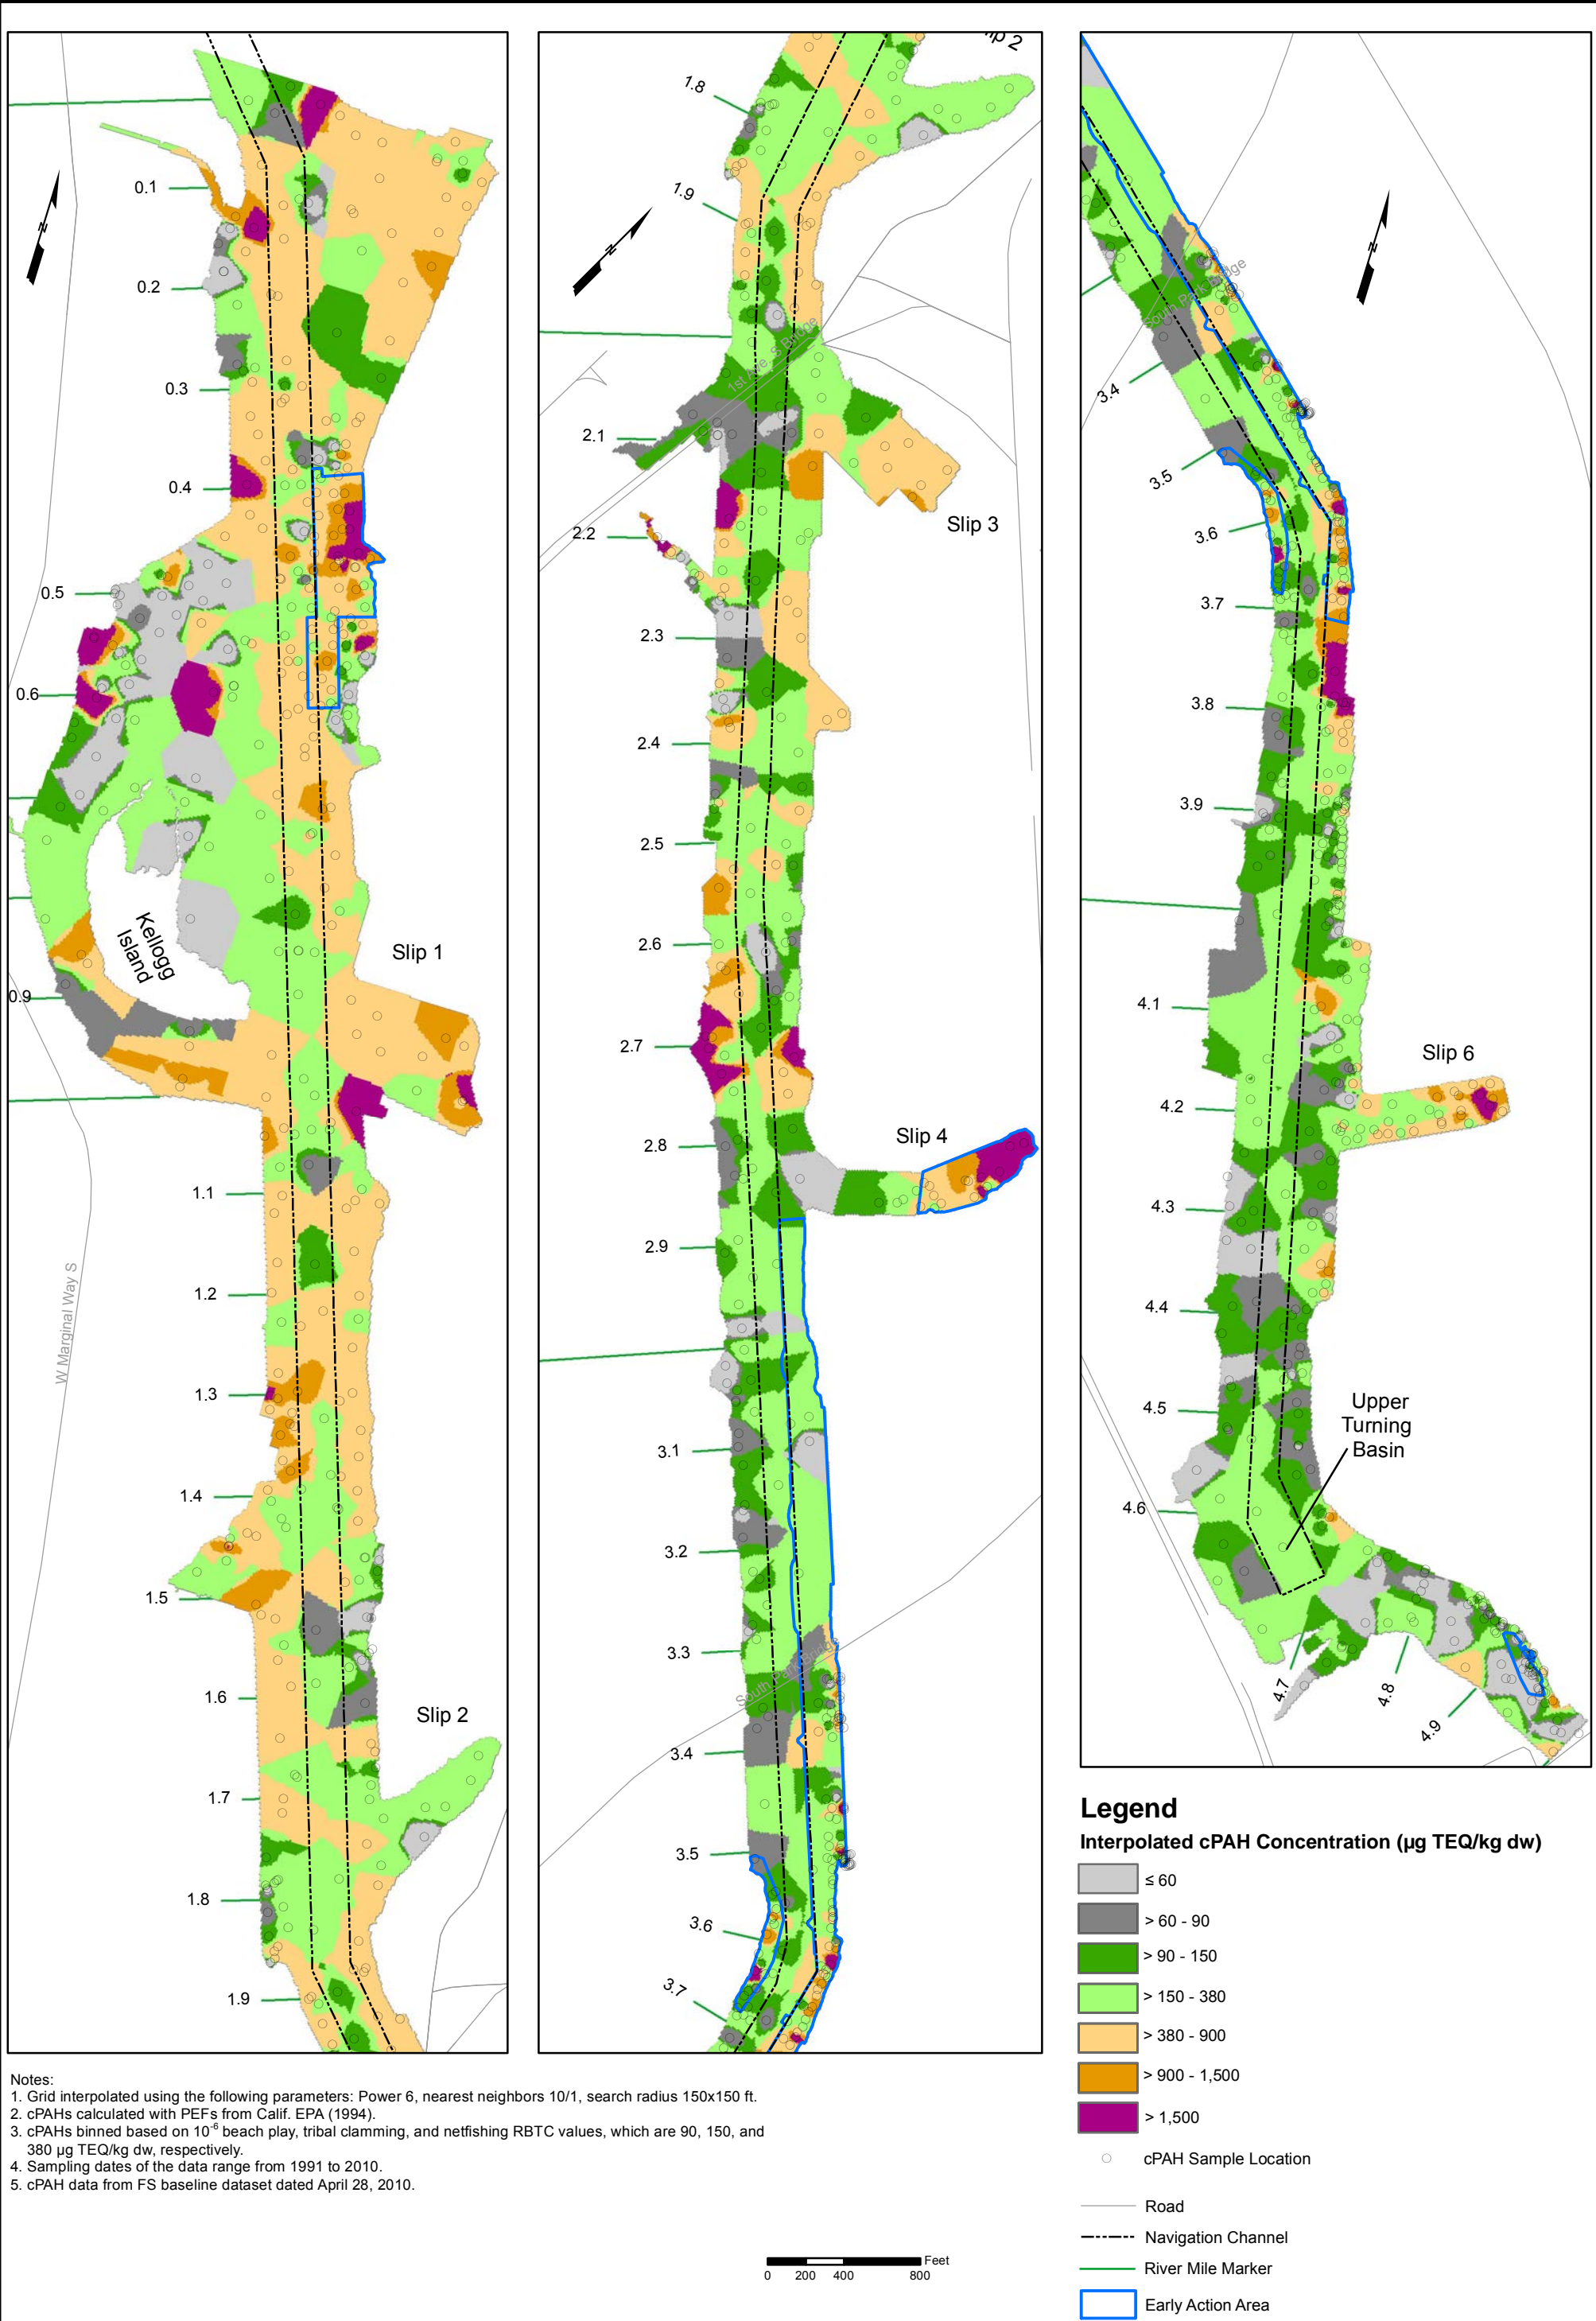 0.1
0.2
0.3
0.4
0.5
0.6
0.9
1.1
1.2
1.3
1.4
1.5
1.6
1.7
1.8
1.9
N
Kellogg
Island
Slip 1
Slip 2
W Marginal Way S
1.8
1.9
2.1
2.2
2.3
2.4
2.5
2.6
2.7
2.8
2.9
3.1
3.2
3.3
3.4
3.5
3.6
3.7
N
1st Ave. S Bridge
Slip 3
Slip 4
3.4
3.5
3.6
3.7
3.8
3.9
4.1
4.2
4.3
4.4
4.5
4.6
4.7
4.8
4.9
N
South Park Bridge
Slip 6
Upper
Turning
Basin
Legend
Interpolated cPAH Concentration (µg TEQ/kg dw)
≤ 60
> 60 - 90
> 90 - 150
> 150 - 380
> 380 - 900
> 900 - 1,500
> 1,500
cPAH Sample Location
Road
Navigation Channel
River Mile Marker
Early Action Area
Notes:
1. Grid interpolated using the following parameters: Power 6, nearest neighbors 10/1, search radius 150x150 ft.
2. cPAHs calculated with PEFs from Calif. EPA (1994).
3. cPAHs binned based on 10-6 beach play, tribal clamming, and netfishing RBTC values, which are 90, 150, and
380 µg TEQ/kg dw, respectively.
4. Sampling dates of the data range from 1991 to 2010.
5. cPAH data from FS baseline dataset dated April 28, 2010.
Feet
0 200 400 800